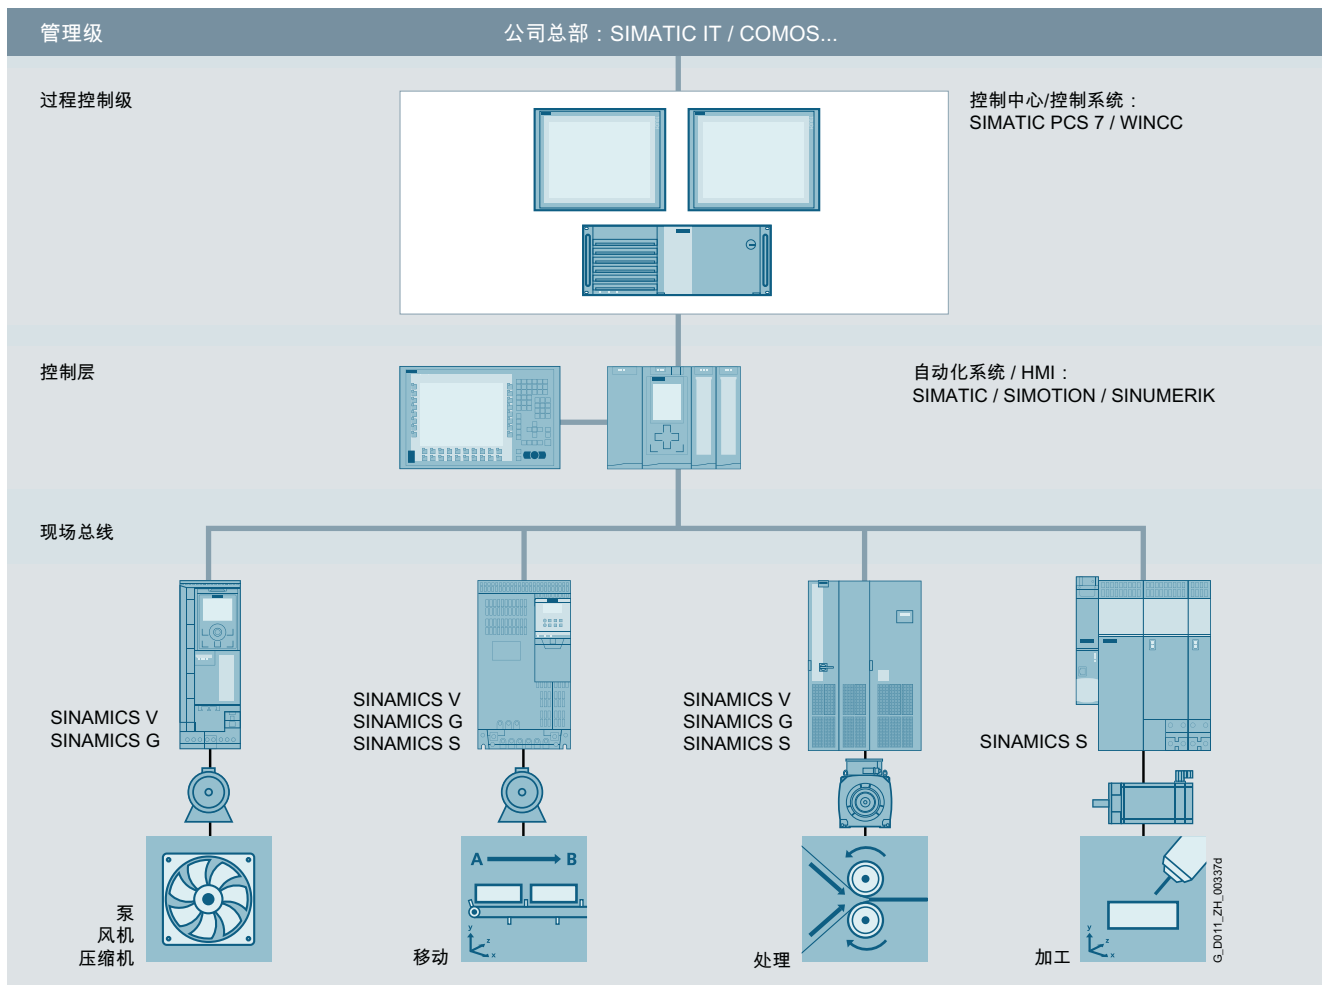 管理级
公司总部：SIMATIC IT / COMOS...
过程控制级
控制中心/控制系统：
SIMATIC PCS 7 / WINCC
控制层
自动化系统 / HMI：
SIMATIC / SIMOTION / SINUMERIK
现场总线
SINAMICS V
SINAMICS G
SINAMICS V
SINAMICS G
SINAMICS S
SINAMICS V
SINAMICS G
SINAMICS S
SINAMICS S
泵
风机
压缩机
A B
y
z
x
移动
处理
加工
y
z
x
G_D011_ZH_00337d